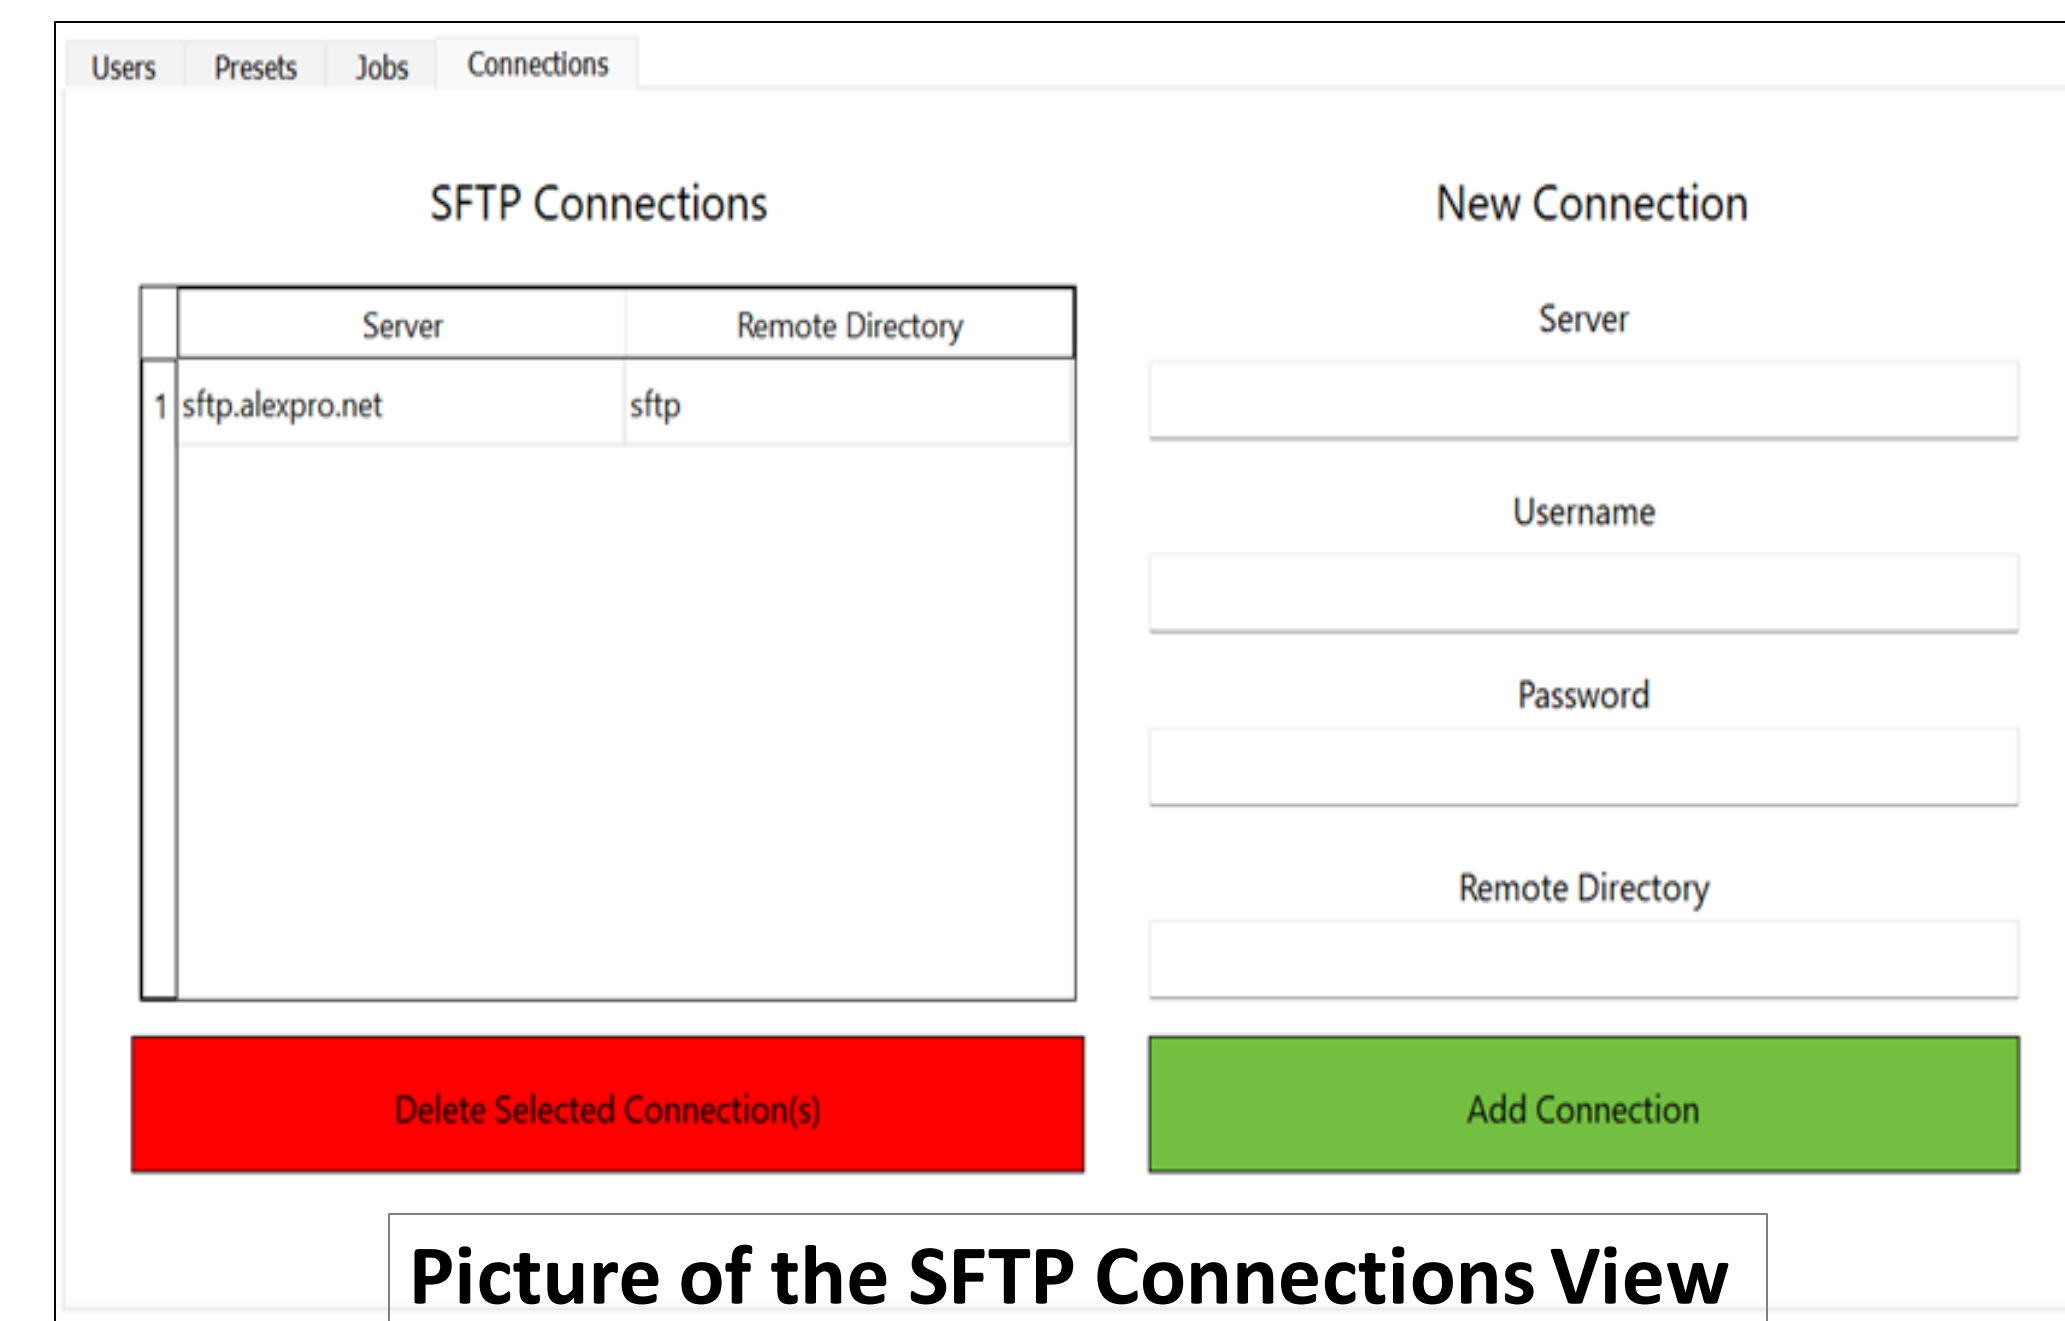 Users Presets Jobs Connections
SFTP Connections
Server Remote Directory
1 sftp.alexpro.net sftp
Delete Selected Connection(s)
New Connection
Server
Username
Password
Remote Directory
Add Connection
Picture of the SFTP Connections View